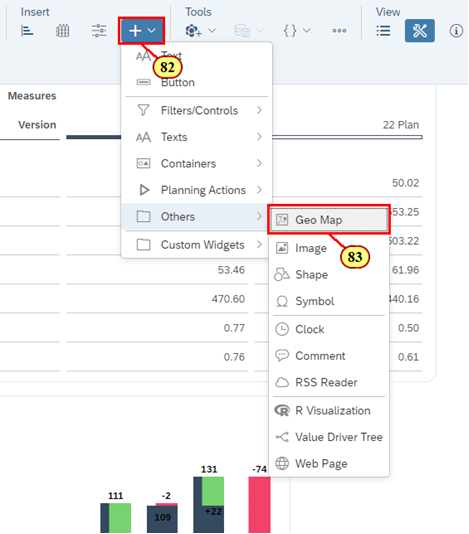 Insert
Tools
View
Text
82
Button
Measures
Version
22 Plan
Filters/Controls
Texts
Containers
Planning Actions
50.02
Others
Geo Map
53.25
Custom Widgets
Image
503.22
83
53.46
Shape
61.96
470.60
Symbol
440.16
0.77
Clock
0.50
0.76
Comment
0.61
RSS Reader
R Visualization
Value Driver Tree
Web Page
131
-74
111
-2
109
+22